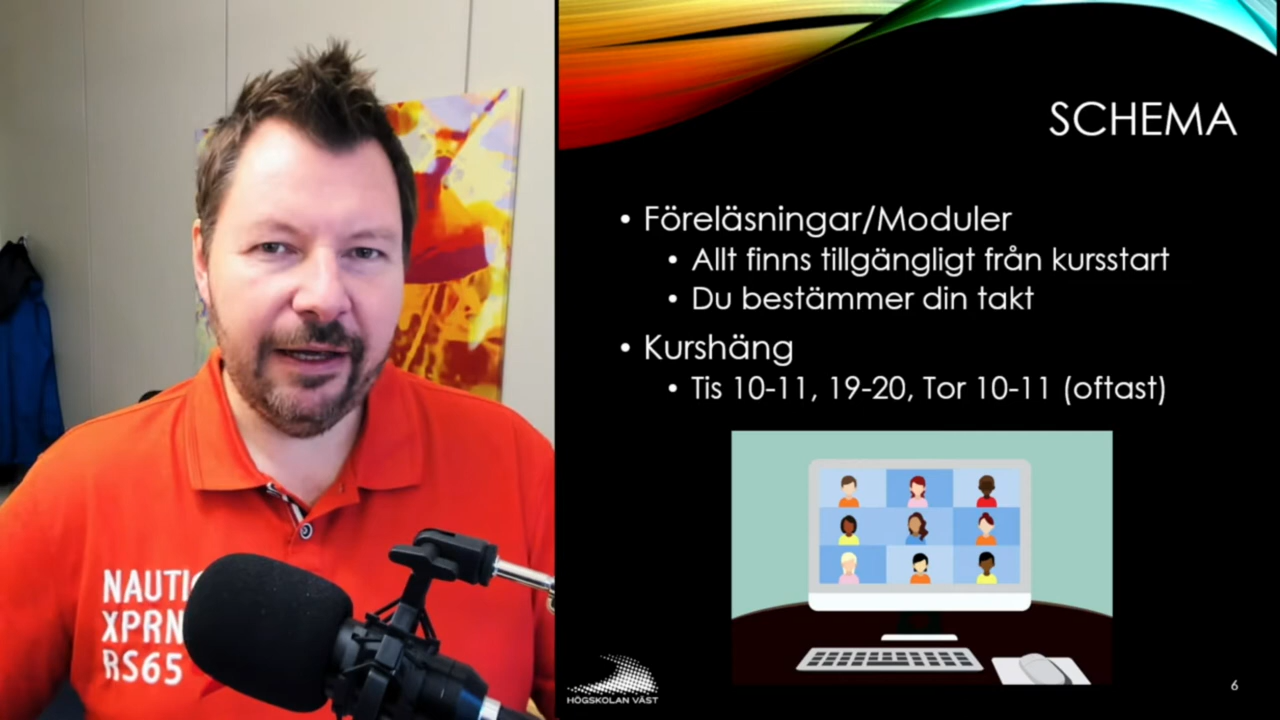 SCHEMA
• Föreläsningar/Moduler
• Allt finns tillgängligt från kursstart
• Du bestämmer din takt
• Kurshäng
• Tis 10-11, 19-20, Tor 10-11 (oftast)
NAUTI
XPRN
RS65
HÖGSKOLAN VÄST
6